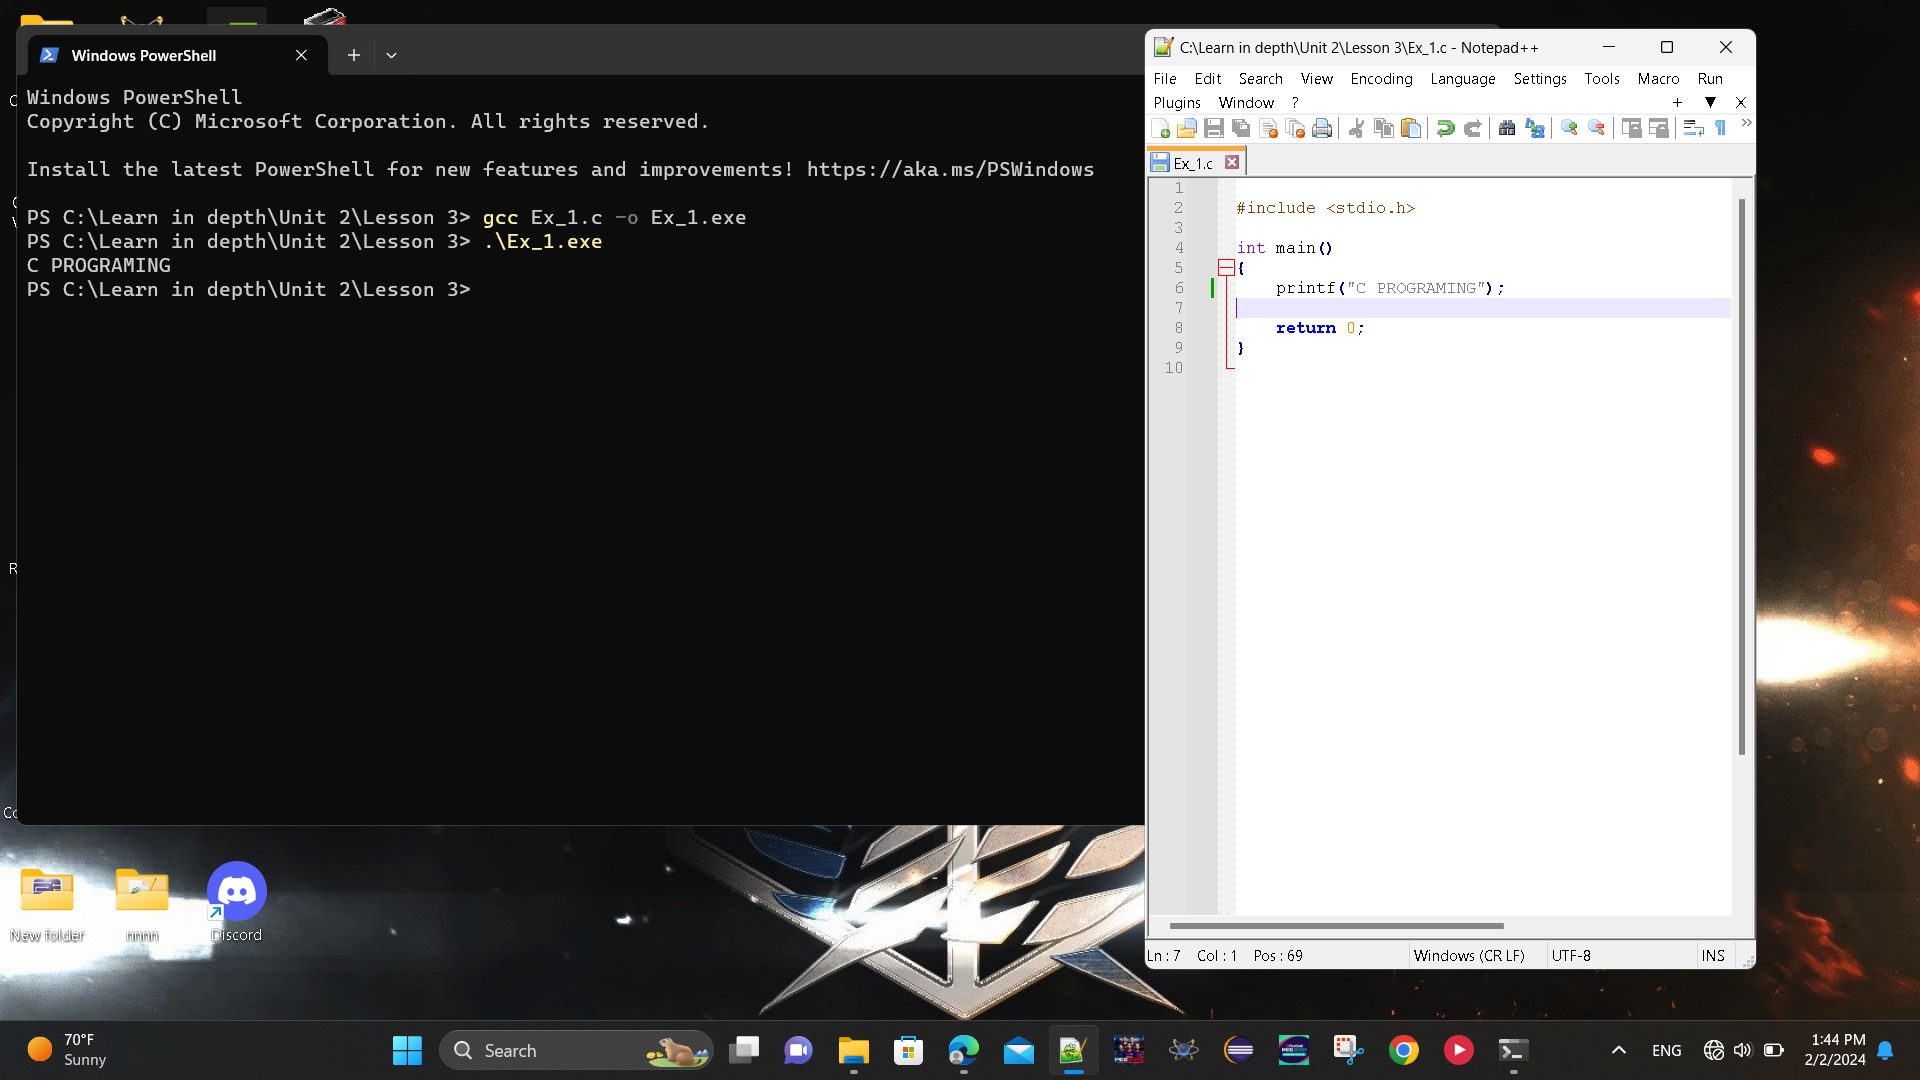 Windows PowerShell
Windows PowerShell
Copyright (C) Microsoft Corporation. All rights reserved.
Install the latest PowerShell for new features and improvements! https://aka.ms/PSWindows
PS C:\Learn in depth\Unit 2\Lesson 3> gcc Ex_1.c -o Ex_1.exe
PS C:\Learn in depth\Unit 2\Lesson 3> .\Ex_1.exe
C PROGRAMING
PS C:\Learn in depth\Unit 2\Lesson 3>
C:\Learn in depth\Unit 2\Lesson 3\Ex_1.c - Notepad++
File Edit Search View Encoding Language Settings Tools Macro Run
Plugins Window ?
Ex_1.c
1
2 #include <stdio.h>
3
4 int main()
5 {
6 printf("C PROGRAMING");
7
8 return 0;
9 }
10
Ln : 7 Col : 1 Pos : 69 Windows (CR LF) UTF-8 INS
New folder
nnnn
Discord
70°F
Sunny
Search
ENG
1:44 PM
2/2/2024